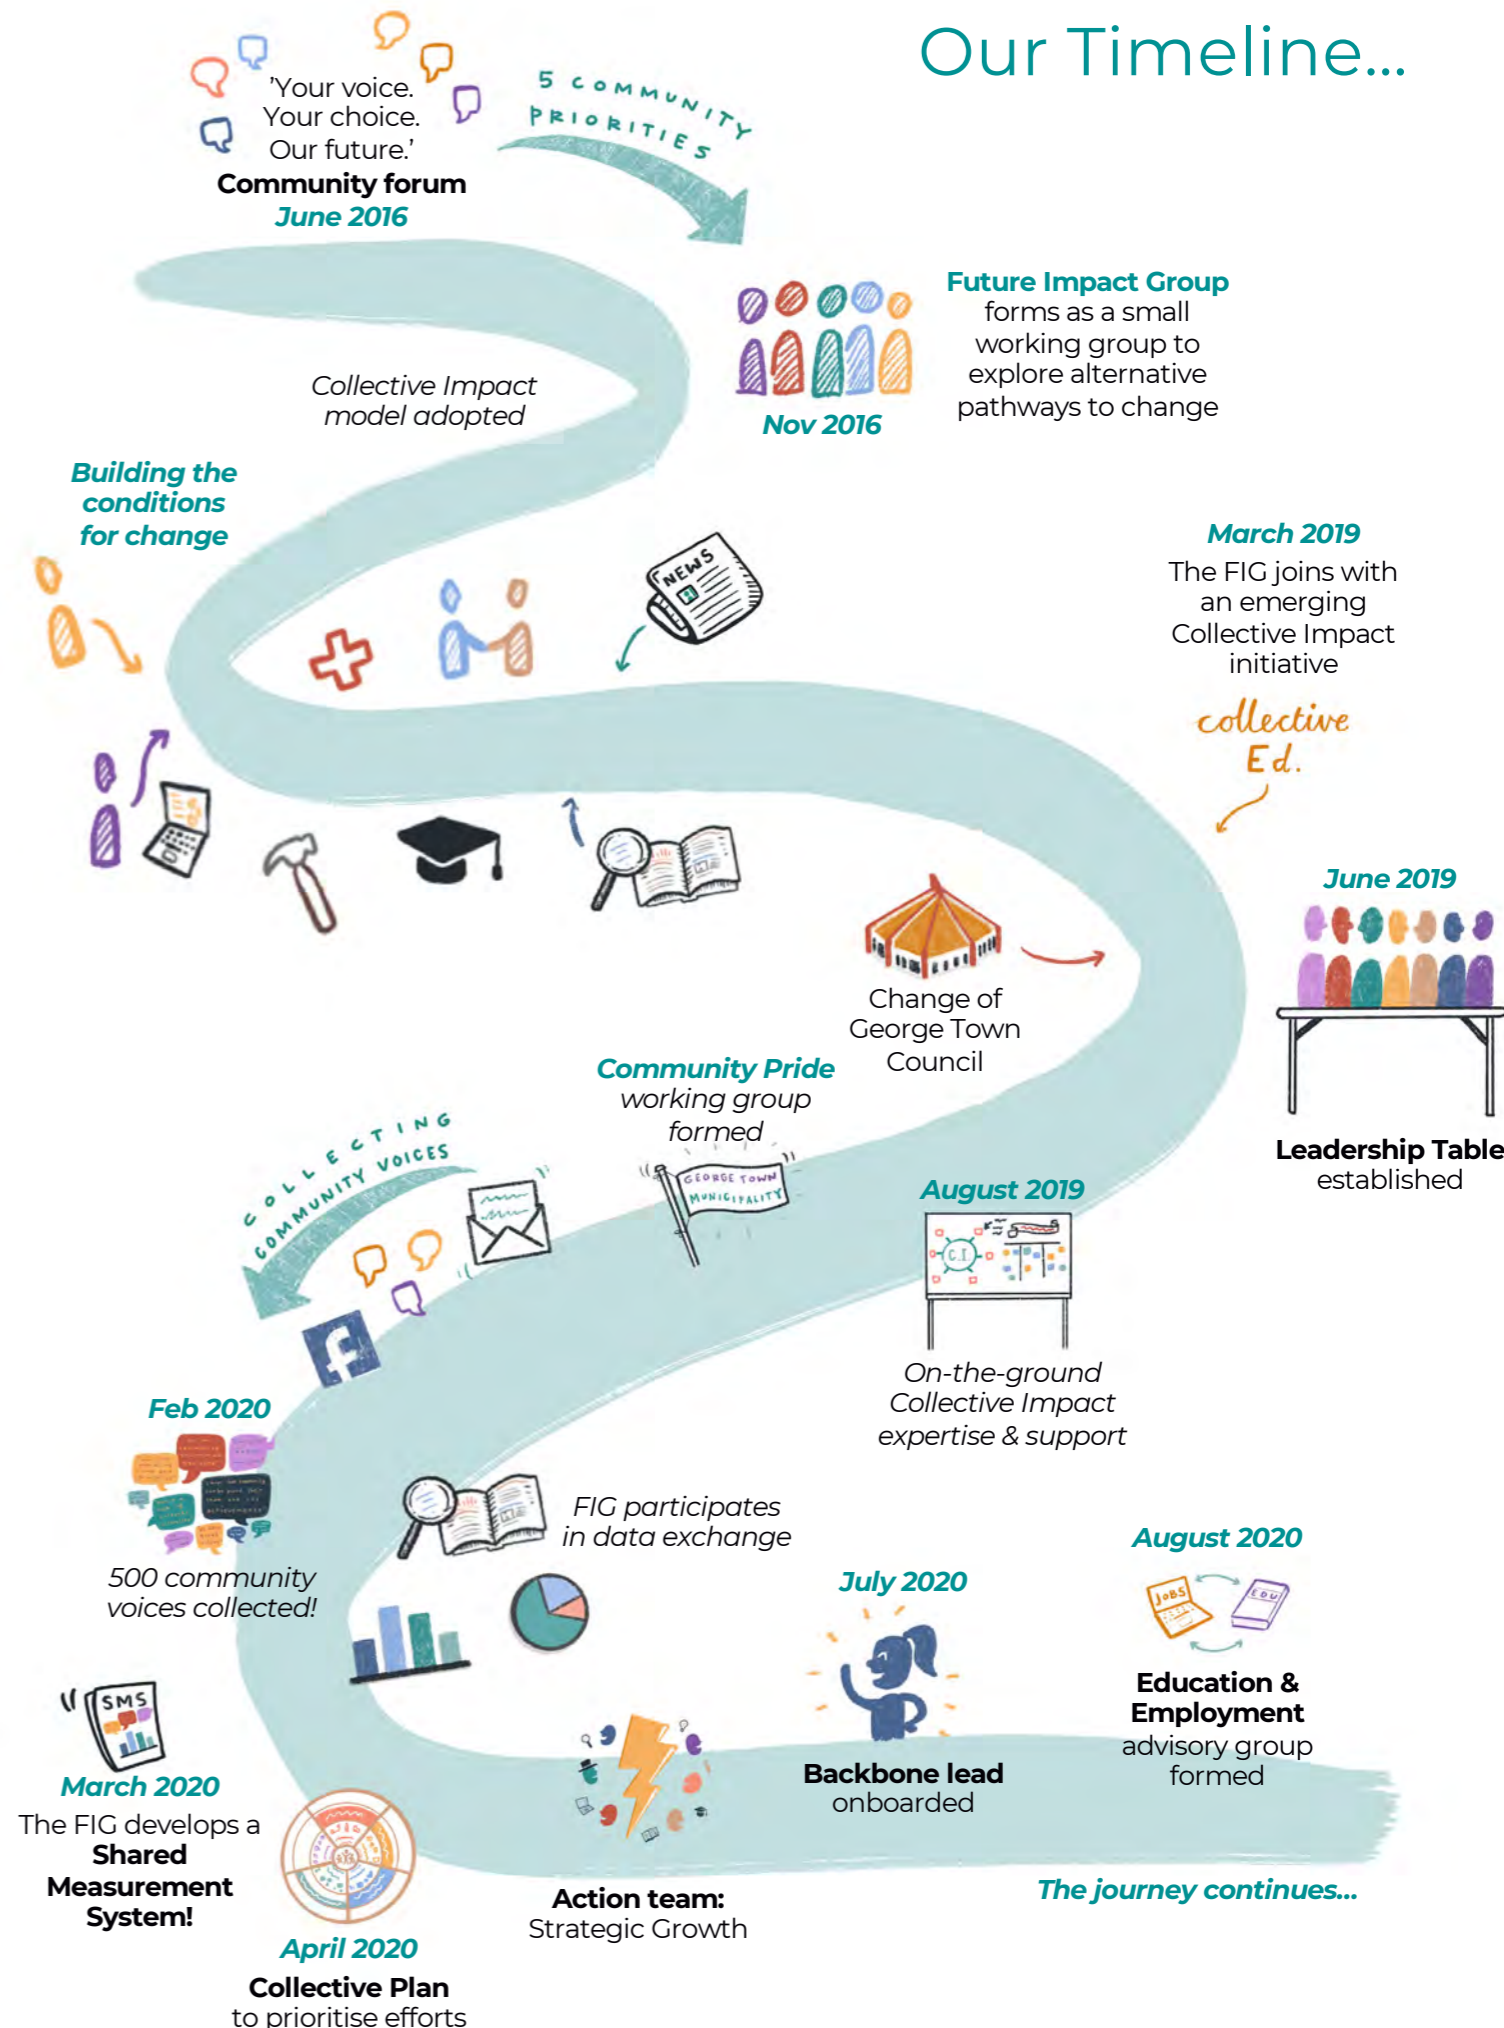 Our Timeline...
'Your voice.
Your choice.
Our future.'
Community forum
June 2016
5 COMMUNITY
PRIORITIES
Future Impact Group
forms as a small
working group to
explore alternative
pathways to change
Nov 2016
Collective Impact
model adopted
Building the
conditions
for change
NEWS
March 2019
The FIG joins with
an emerging
Collective Impact
initiative
collective
Ed.
June 2019
Leadership Table
established
Change of
George Town
Council
Community Pride
working group
formed
GEORGE TOWN
MUNICIPALITY
COLLECTING
COMMUNITY VOICES
f
August 2019
C.I.
On-the-ground
Collective Impact
expertise & support
Feb 2020
500 community
voices collected!
FIG participates
in data exchange
SMS
March 2020
The FIG develops a
Shared
Measurement
System!
April 2020
Collective Plan
to prioritise efforts
Action team:
Strategic Growth
July 2020
Backbone lead
onboarded
August 2020
JOBS
EDU
Education &
Employment
advisory group
formed
The journey continues...